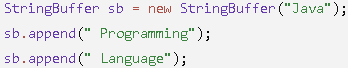 StringBuffer sb = new StringBuffer("Java");
sb.append(" Programming");
sb.append(" Language");